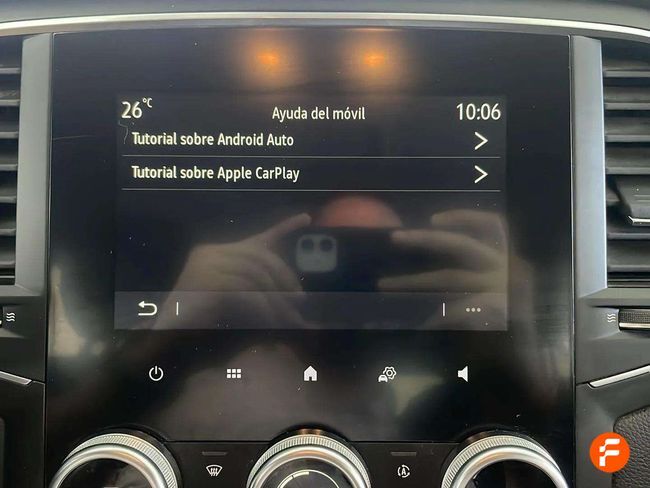 26°C Ayuda del móvil 10:06
Tutorial sobre Android Auto
Tutorial sobre Apple CarPlay